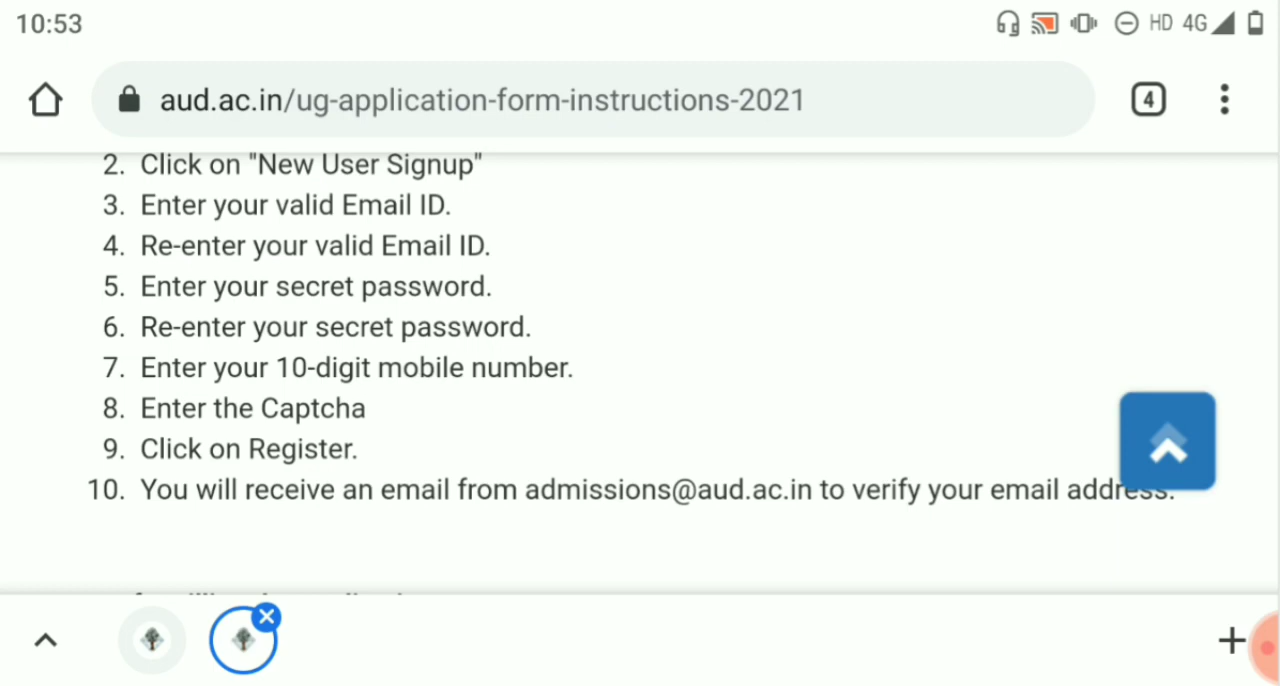 10:53
HD 4G
aud.ac.in/ug-application-form-instructions-2021
4
2. Click on "New User Signup"
3. Enter your valid Email ID.
4. Re-enter your valid Email ID.
5. Enter your secret password.
6. Re-enter your secret password.
7. Enter your 10-digit mobile number.
8. Enter the Captcha
9. Click on Register.
10. You will receive an email from admissions@aud.ac.in to verify your email address.